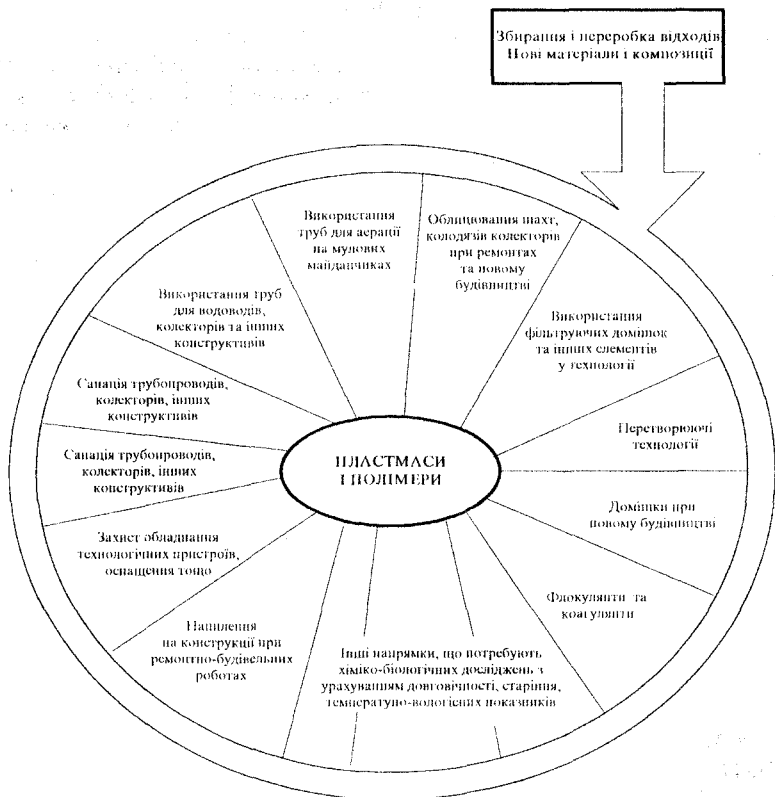 Збирання і переробка відходів
Нові матеріали і композиції
Використання
труб для аерації
на мулових
майданчиках
Облицювання шахт,
колодязів колекторів
при ремонтах
та новому
будівництві
Використання труб
для водоводів,
колекторів та інших
конструктивів
Використання
фільтруючих домішок
та інших елементів
у технології
Санація трубопроводів,
колекторів, інших
конструктивів
Перетворюючі
технології
ПЛАСТМАСИ
І ПОЛІМЕРИ
Санація трубопроводів,
колекторів, інших
конструктивів
Домішки при
новому будівництві
Захист обладнання
технологічних пристроїв,
оснащення тощо
Флокулянти та
коагулянти
Напилення
на конструкції при
ремонтно-будівельних
роботах
Інші напрямки, що потребують
хіміко-біологічних досліджень з
урахуванням довговічності, старіння,
температуно-вологісних показників